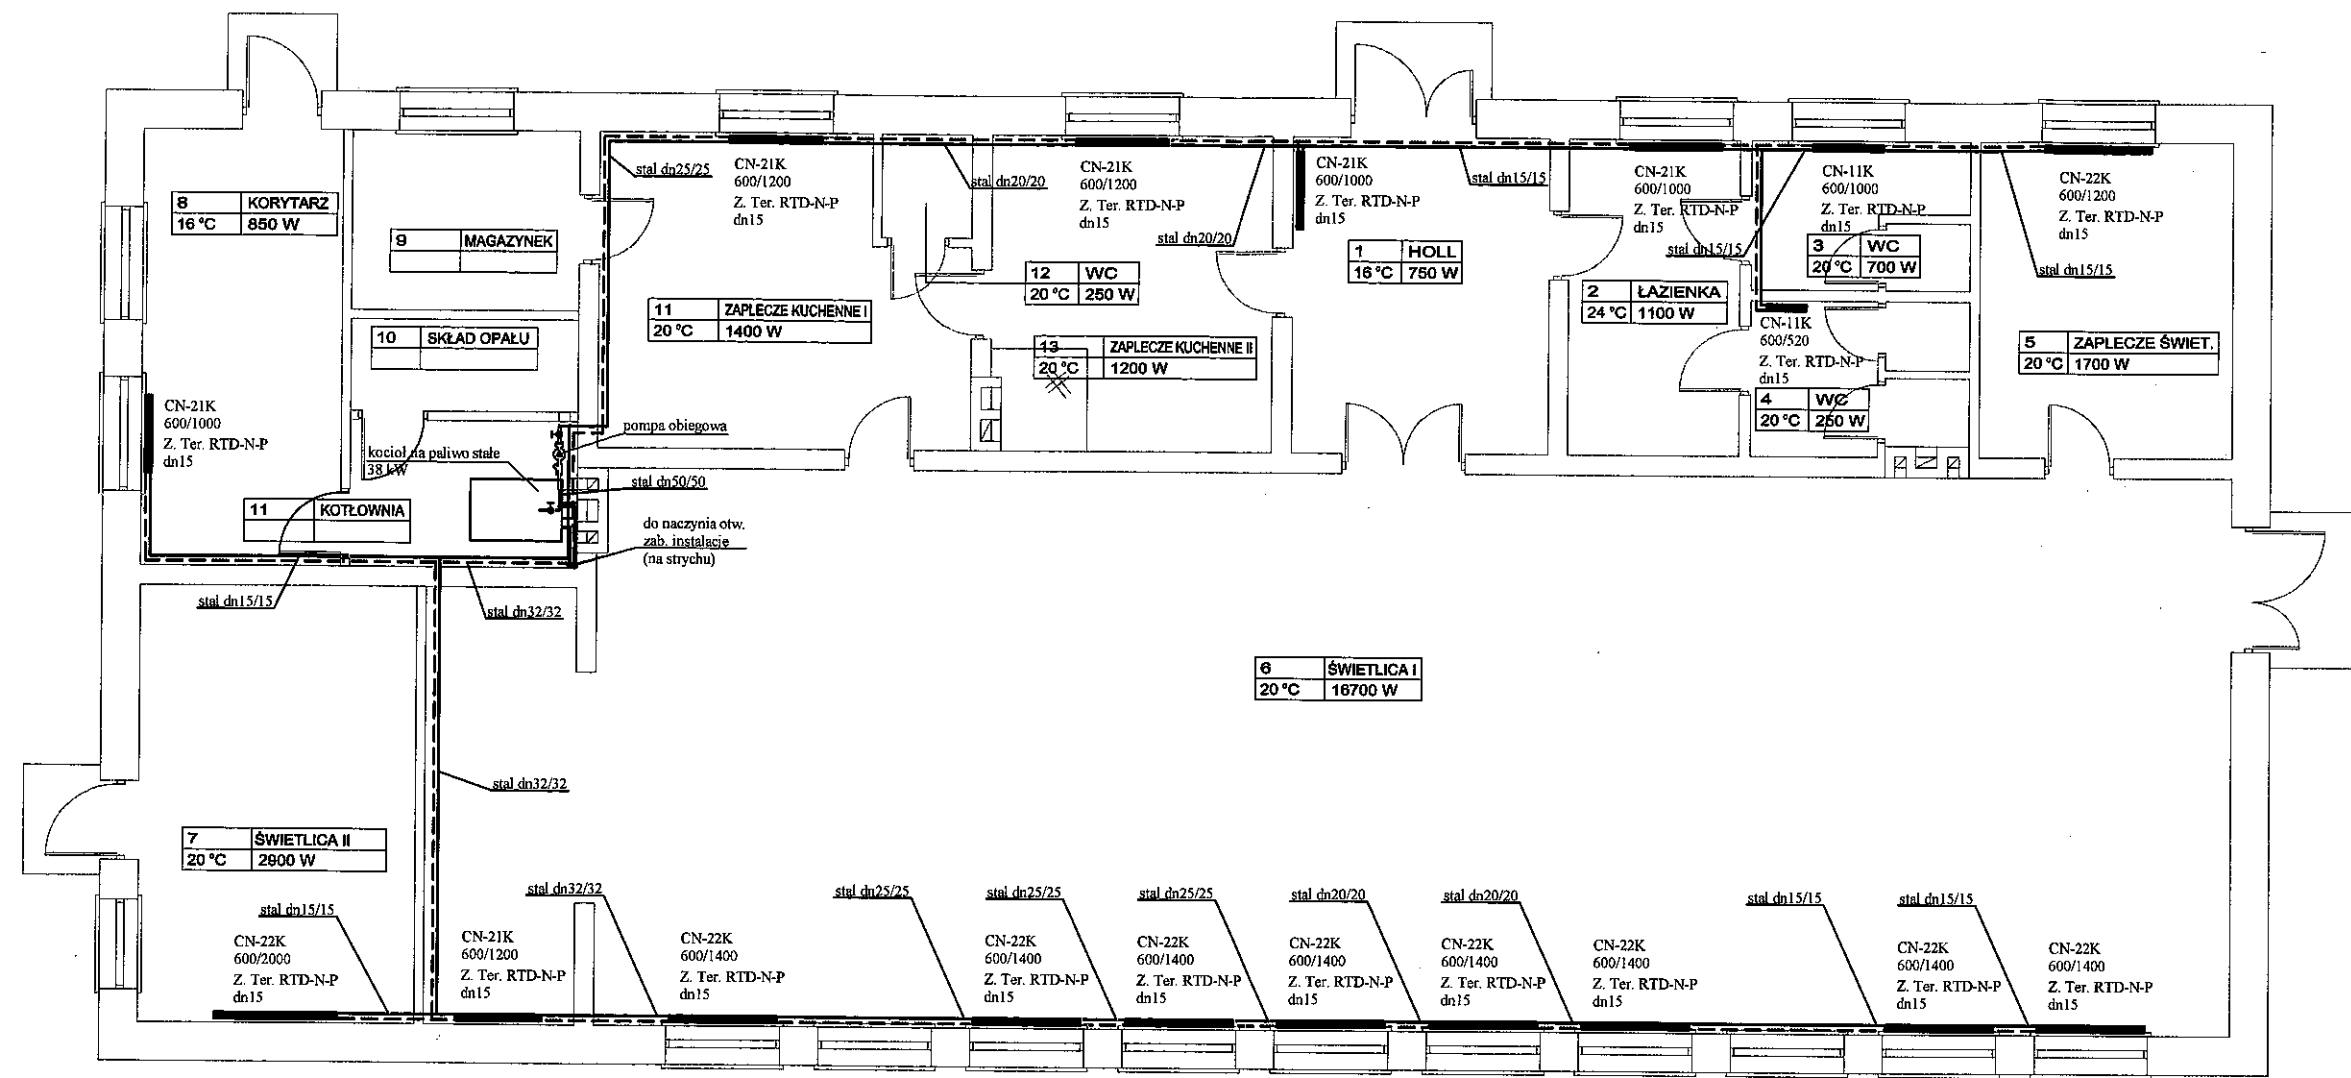 8 KORYTARZ
16 °C 850 W
9 MAGAZYNEK
10 SKŁAD OPAŁU
stal dn25/25
CN-21K
600/1200
Z. Ter. RTD-N-P
dn15
stal dn20/20
CN-21K
600/1200
Z. Ter. RTD-N-P
dn15
stal dn20/20
CN-21K
600/1000
Z. Ter. RTD-N-P
dn15
stal dn15/15
CN-21K
600/1000
Z. Ter. RTD-N-P
dn15
stal dn15/15
CN-11K
600/1000
Z. Ter. RTD-N-P
dn15
CN-22K
600/1200
Z. Ter. RTD-N-P
dn15
stal dn15/15
11 ZAPLECZE KUCHENNE I
20 °C 1400 W
12 WC
20 °C 250 W
13 ZAPLECZE KUCHENNE II
20 °C 1200 W
1 HOLL
16 °C 750 W
2 ŁAZIENKA
24 °C 1100 W
3 WC
20 °C 700 W
CN-11K
600/520
Z. Ter. RTD-N-P
dn15
4 WC
20 °C 250 W
5 ZAPLECZE ŚWIET.
20 °C 1700 W
CN-21K
600/1000
Z. Ter. RTD-N-P
dn15
kocioł na paliwo stałe
38 kW
pompa obiegowa
stal dn50/50
11 KOTŁOWNIA
do naczynia otw.
zab. instalację
(na strychu)
stal dn15/15
stal dn32/32
6 ŚWIETLICA I
20 °C 16700 W
stal dn32/32
7 ŚWIETLICA II
20 °C 2900 W
stal dn15/15
stal dn32/32
stal dn25/25
stal dn25/25
stal dn25/25
stal dn20/20
stal dn20/20
stal dn15/15
stal dn15/15
CN-22K
600/2000
Z. Ter. RTD-N-P
dn15
CN-21K
600/1200
Z. Ter. RTD-N-P
dn15
CN-22K
600/1400
Z. Ter. RTD-N-P
dn15
CN-22K
600/1400
Z. Ter. RTD-N-P
dn15
CN-22K
600/1400
Z. Ter. RTD-N-P
dn15
CN-22K
600/1400
Z. Ter. RTD-N-P
dn15
CN-22K
600/1400
Z. Ter. RTD-N-P
dn15
CN-22K
600/1400
Z. Ter. RTD-N-P
dn15
CN-22K
600/1400
Z. Ter. RTD-N-P
dn15
CN-22K
600/1400
Z. Ter. RTD-N-P
dn15